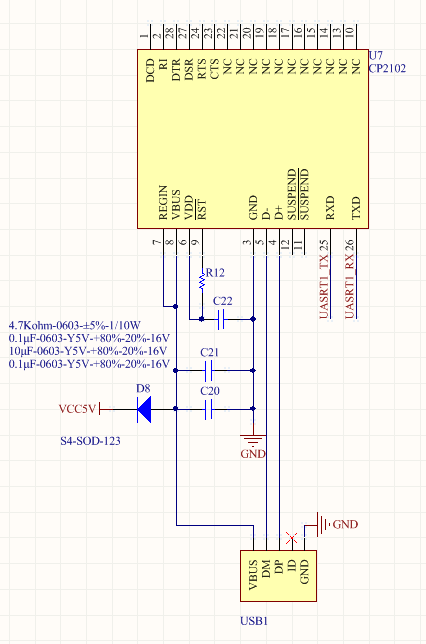 1 2 28 27 24 23 22 21 20 19 18 17 16 15 14 13 10
U7
CP2102
DCD RI DTR DSR RTS CTS NC NC NC NC NC NC NC NC NC NC NC
REGIN VBUS VDD RST GND D- D+ SUSPEND SUSPEND RXD TXD
7 8 6 9 3 5 4 12 11 25 26
UASRT1_TX
UASRT1_RX
R12
C22
4.7Kohm-0603-±5%-1/10W
0.1µF-0603-Y5V-+80%-20%-16V
10µF-0603-Y5V-+80%-20%-16V
0.1µF-0603-Y5V-+80%-20%-16V
C21
D8
C20
VCC5V
S4-SOD-123
GND
GND
VBUS DM DP ID GND
USB1